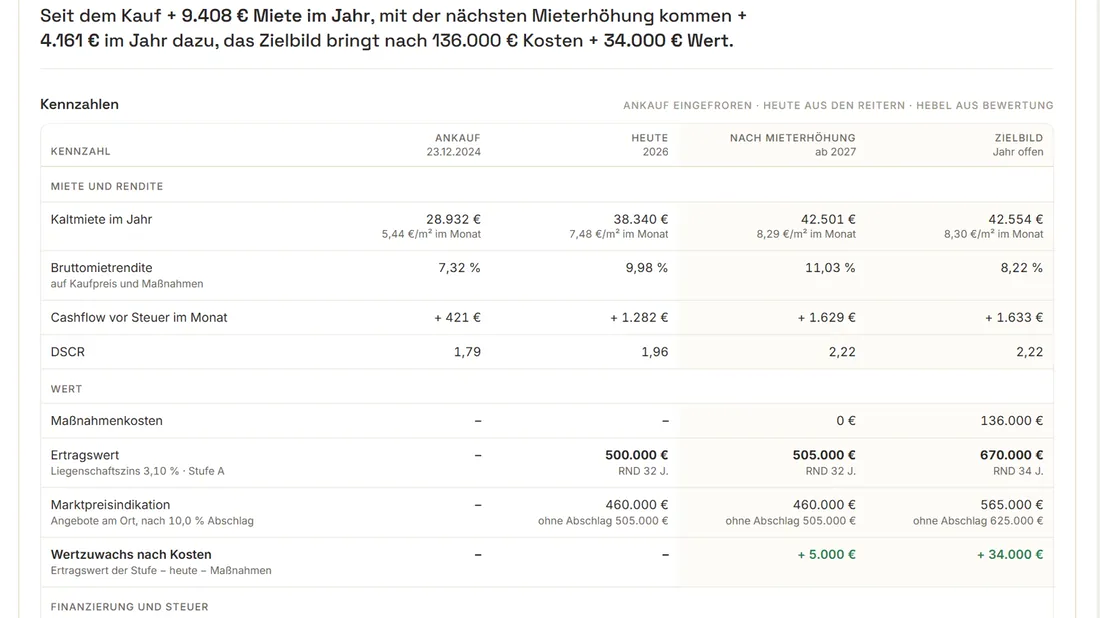 Seit dem Kauf + 9.408 € Miete im Jahr, mit der nächsten Mieterhöhung kommen +
4.161 € im Jahr dazu, das Zielbild bringt nach 136.000 € Kosten + 34.000 € Wert.
Kennzahlen
ANKAUF EINGEFROREN · HEUTE AUS DEN REITERN · HEBEL AUS BEWERTUNG
KENNZAHL
ANKAUF
23.12.2024
HEUTE
2026
NACH MIETERHÖHUNG
ab 2027
ZIELBILD
Jahr offen
MIETE UND RENDITE
Kaltmiete im Jahr
28.932 €
5,44 €/m² im Monat
38.340 €
7,48 €/m² im Monat
42.501 €
8,29 €/m² im Monat
42.554 €
8,30 €/m² im Monat
Bruttomietrendite
auf Kaufpreis und Maßnahmen
7,32 %
9,98 %
11,03 %
8,22 %
Cashflow vor Steuer im Monat
+ 421 €
+ 1.282 €
+ 1.629 €
+ 1.633 €
DSCR
1,79
1,96
2,22
2,22
WERT
Maßnahmenkosten
–
–
0 €
136.000 €
Ertragswert
Liegenschaftszins 3,10 % · Stufe A
–
500.000 €
RND 32 J.
505.000 €
RND 32 J.
670.000 €
RND 34 J.
Marktpreisindikation
Angebote am Ort, nach 10,0 % Abschlag
–
460.000 €
ohne Abschlag 505.000 €
460.000 €
ohne Abschlag 505.000 €
565.000 €
ohne Abschlag 625.000 €
Wertzuwachs nach Kosten
Ertragswert der Stufe – heute – Maßnahmen
–
–
+ 5.000 €
+ 34.000 €
FINANZIERUNG UND STEUER